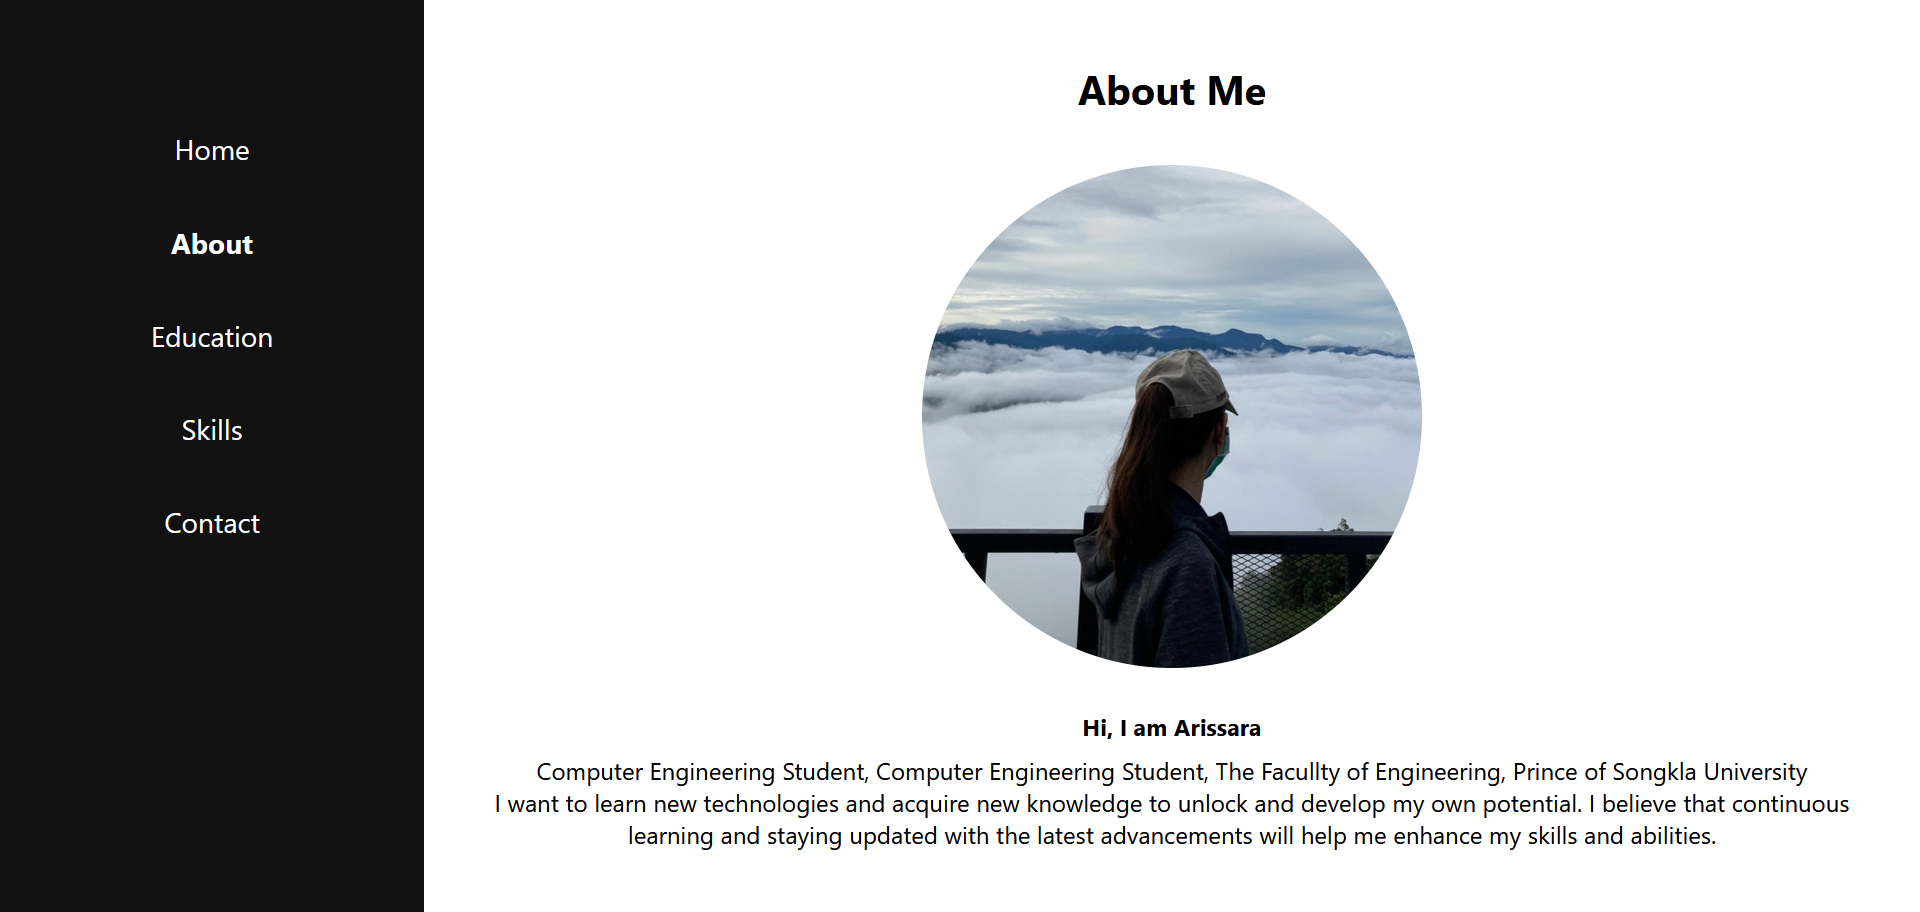 Home
About
Education
Skills
Contact
About Me
Hi, I am Arissara
Computer Engineering Student, Computer Engineering Student, The Facullty of Engineering, Prince of Songkla University
I want to learn new technologies and acquire new knowledge to unlock and develop my own potential. I believe that continuous
learning and staying updated with the latest advancements will help me enhance my skills and abilities.